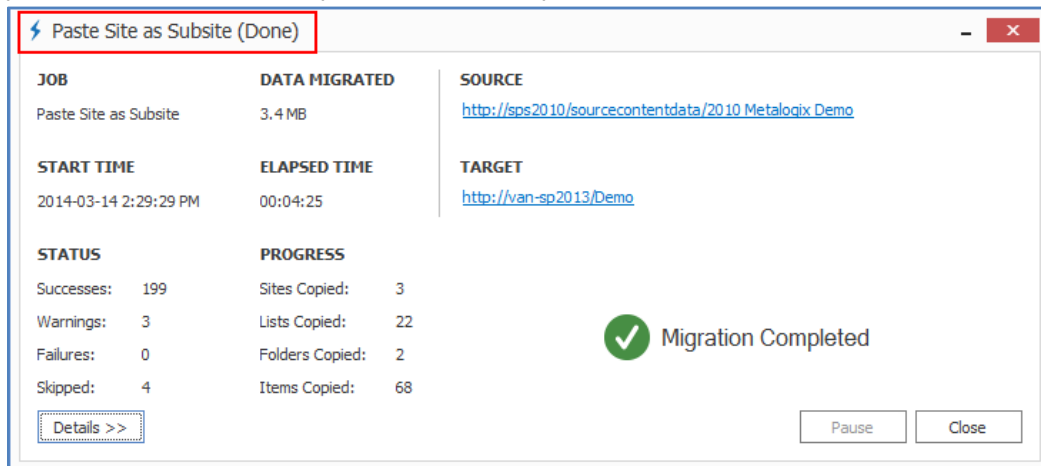 Paste Site as Subsite (Done)
JOB DATA MIGRATED SOURCE
Paste Site as Subsite 3.4 MB http://sps2010/sourcecontentdata/2010 Metalogix Demo
START TIME ELAPSED TIME TARGET
2014-03-14 2:29:29 PM 00:04:25 http://van-sp2013/Demo
STATUS PROGRESS
Successes: 199 Sites Copied: 3
Warnings: 3 Lists Copied: 22
Failures: 0 Folders Copied: 2
Skipped: 4 Items Copied: 68
Migration Completed
Details >> Pause Close